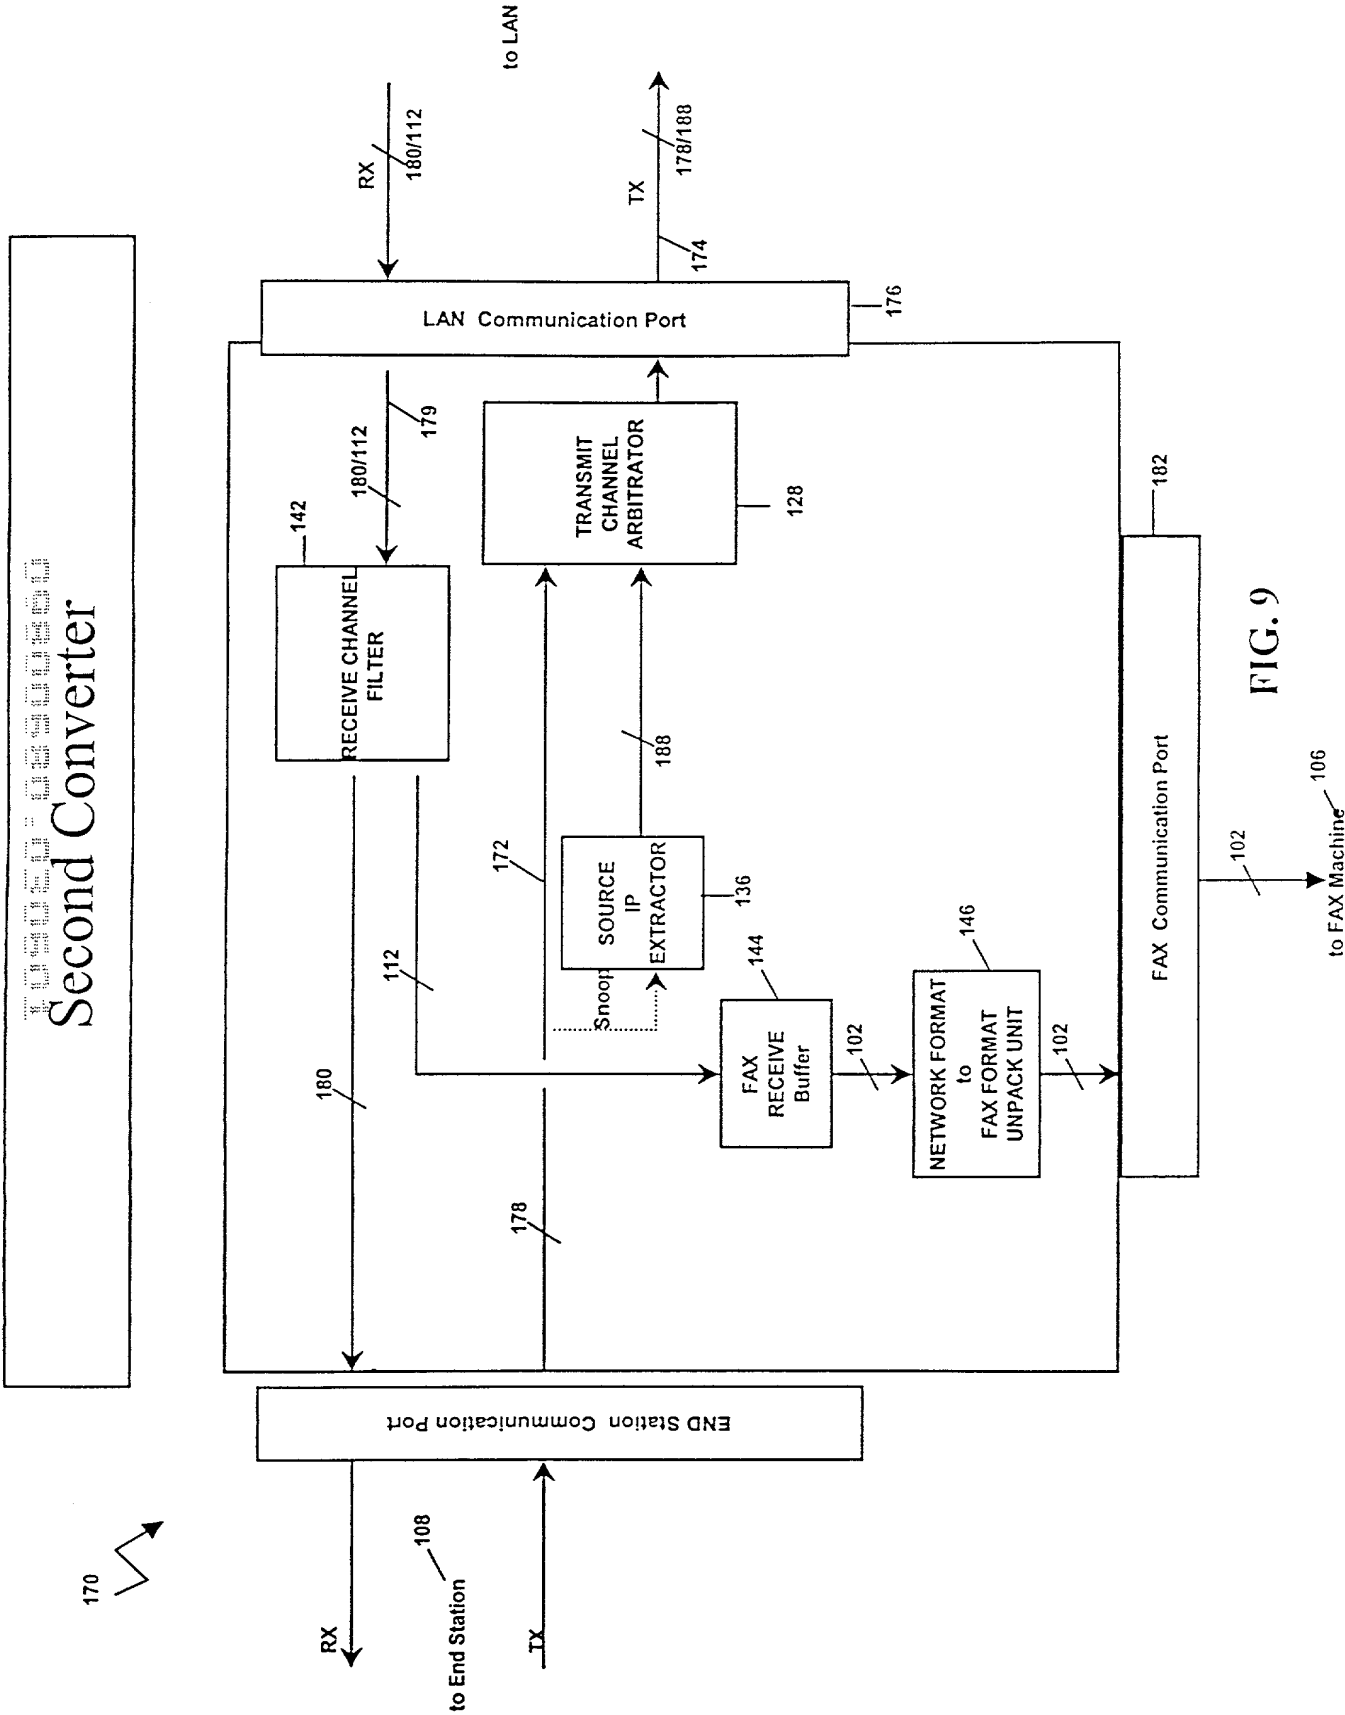 Second Converter
170
RX
TX
108
to End Station
END Station Communication Port
180
112
178
172
142
RECEIVE CHANNEL
FILTER
180/112
179
Snoop
SOURCE
IP
EXTRACTOR
136
188
TRANSMIT
CHANNEL
ARBITRATOR
128
LAN Communication Port
176
RX
180/112
TX
178/188
174
to LAN
144
FAX
RECEIVE
Buffer
102
146
NETWORK FORMAT
to
FAX FORMAT
UNPACK UNIT
102
FAX Communication Port
182
102
to FAX Machine
106
FIG. 9